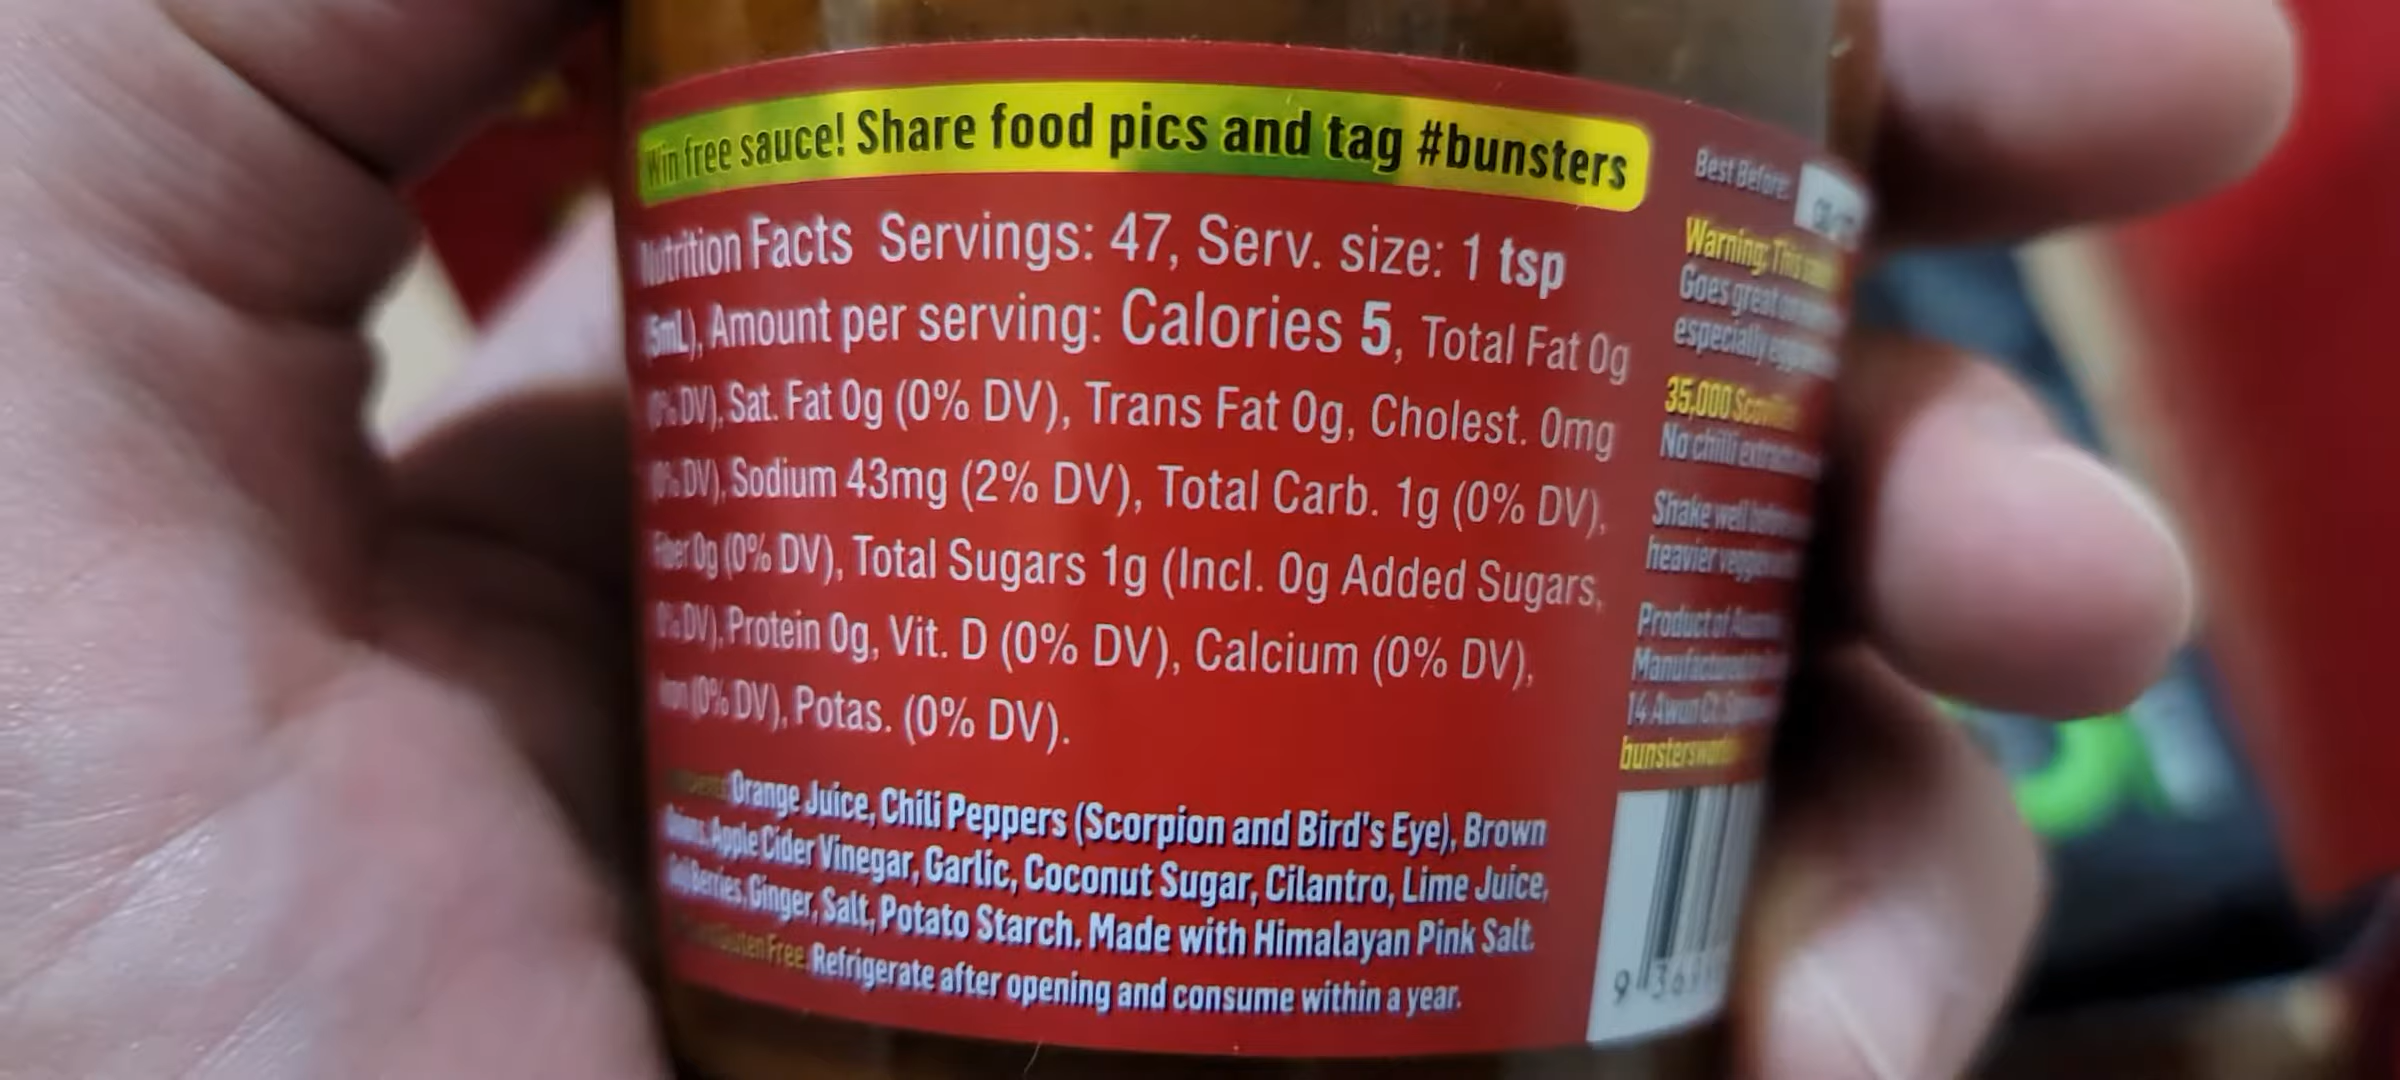 Win free sauce! Share food pics and tag #bunsters
Nutrition Facts Servings: 47, Serv. size: 1 tsp
(5mL), Amount per serving: Calories 5, Total Fat 0g
(0% DV), Sat. Fat 0g (0% DV), Trans Fat 0g, Cholest. 0mg
(0% DV), Sodium 43mg (2% DV), Total Carb. 1g (0% DV),
Fiber 0g (0% DV), Total Sugars 1g (Incl. 0g Added Sugars,
0% DV), Protein 0g, Vit. D (0% DV), Calcium (0% DV),
Iron (0% DV), Potas. (0% DV).
Orange Juice, Chili Peppers (Scorpion and Bird's Eye), Brown
Apple Cider Vinegar, Garlic, Coconut Sugar, Cilantro, Lime Juice,
Berries, Ginger, Salt, Potato Starch. Made with Himalayan Pink Salt.
Gluten Free. Refrigerate after opening and consume within a year.
Best Before:
Warning: This
Goes great
especially
35,000
No chilli
Shake well
heavier
Product of
14
9